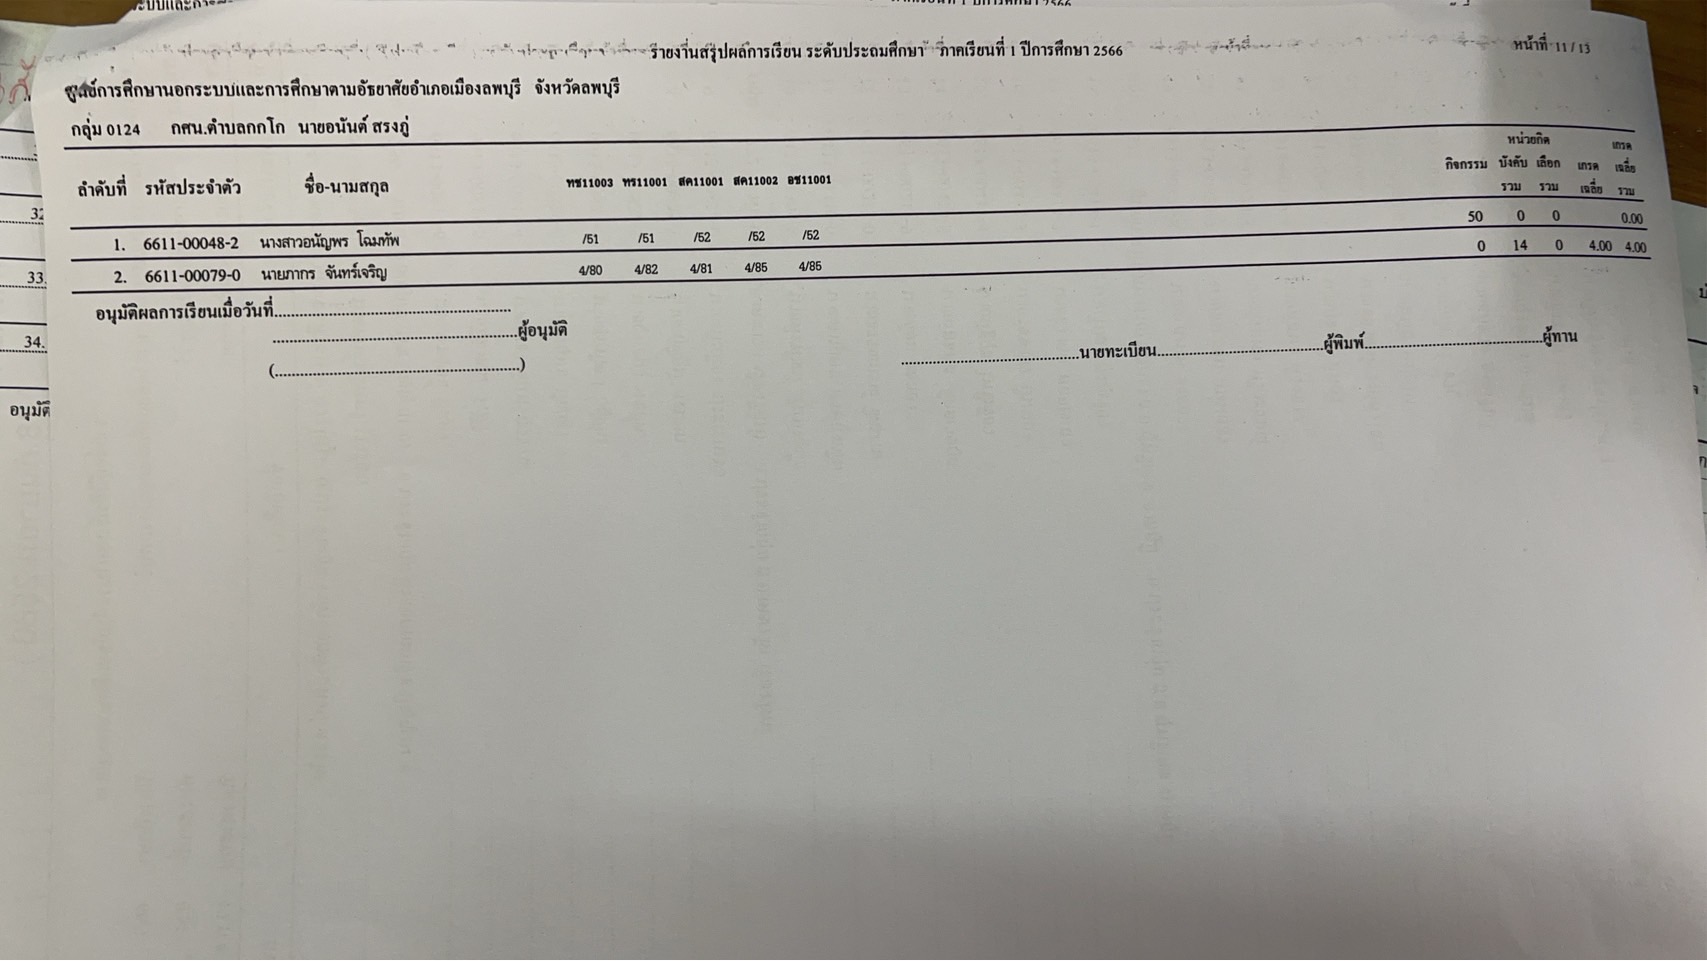 รายงานสรุปผลการเรียน ระดับประถมศึกษา ภาคเรียนที่ 1 ปีการศึกษา 2566
หน้าที่ 11 / 13
ศูนย์การศึกษานอกระบบและการศึกษาตามอัธยาศัยอำเภอเมืองลพบุรี จังหวัดลพบุรี
กลุ่ม 0124 กศน.ตำบลกกโก นายอนันต์ สรงภู่
หน่วยกิต เกรด
ลำดับที่ รหัสประจำตัว ชื่อ-นามสกุล ทช11003 ทร11001 สค11001 สค11002 อช11001 กิจกรรม บังคับ เลือก เกรด เฉลี่ย
รวม รวม เฉลี่ย รวม
1. 6611-00048-2 นางสาวอนัญพร โฉมทัพ /51 /51 /52 /52 /52 50 0 0 0.00
2. 6611-00079-0 นายภากร จันทร์เจริญ 4/80 4/82 4/81 4/85 4/85 0 14 0 4.00 4.00
อนุมัติผลการเรียนเมื่อวันที่........................................................
..........................................................ผู้อนุมัติ
(..........................................................)
..........................................นายทะเบียน........................................ผู้พิมพ์..........................................ผู้ทาน
33.
34.
อนุมัติ